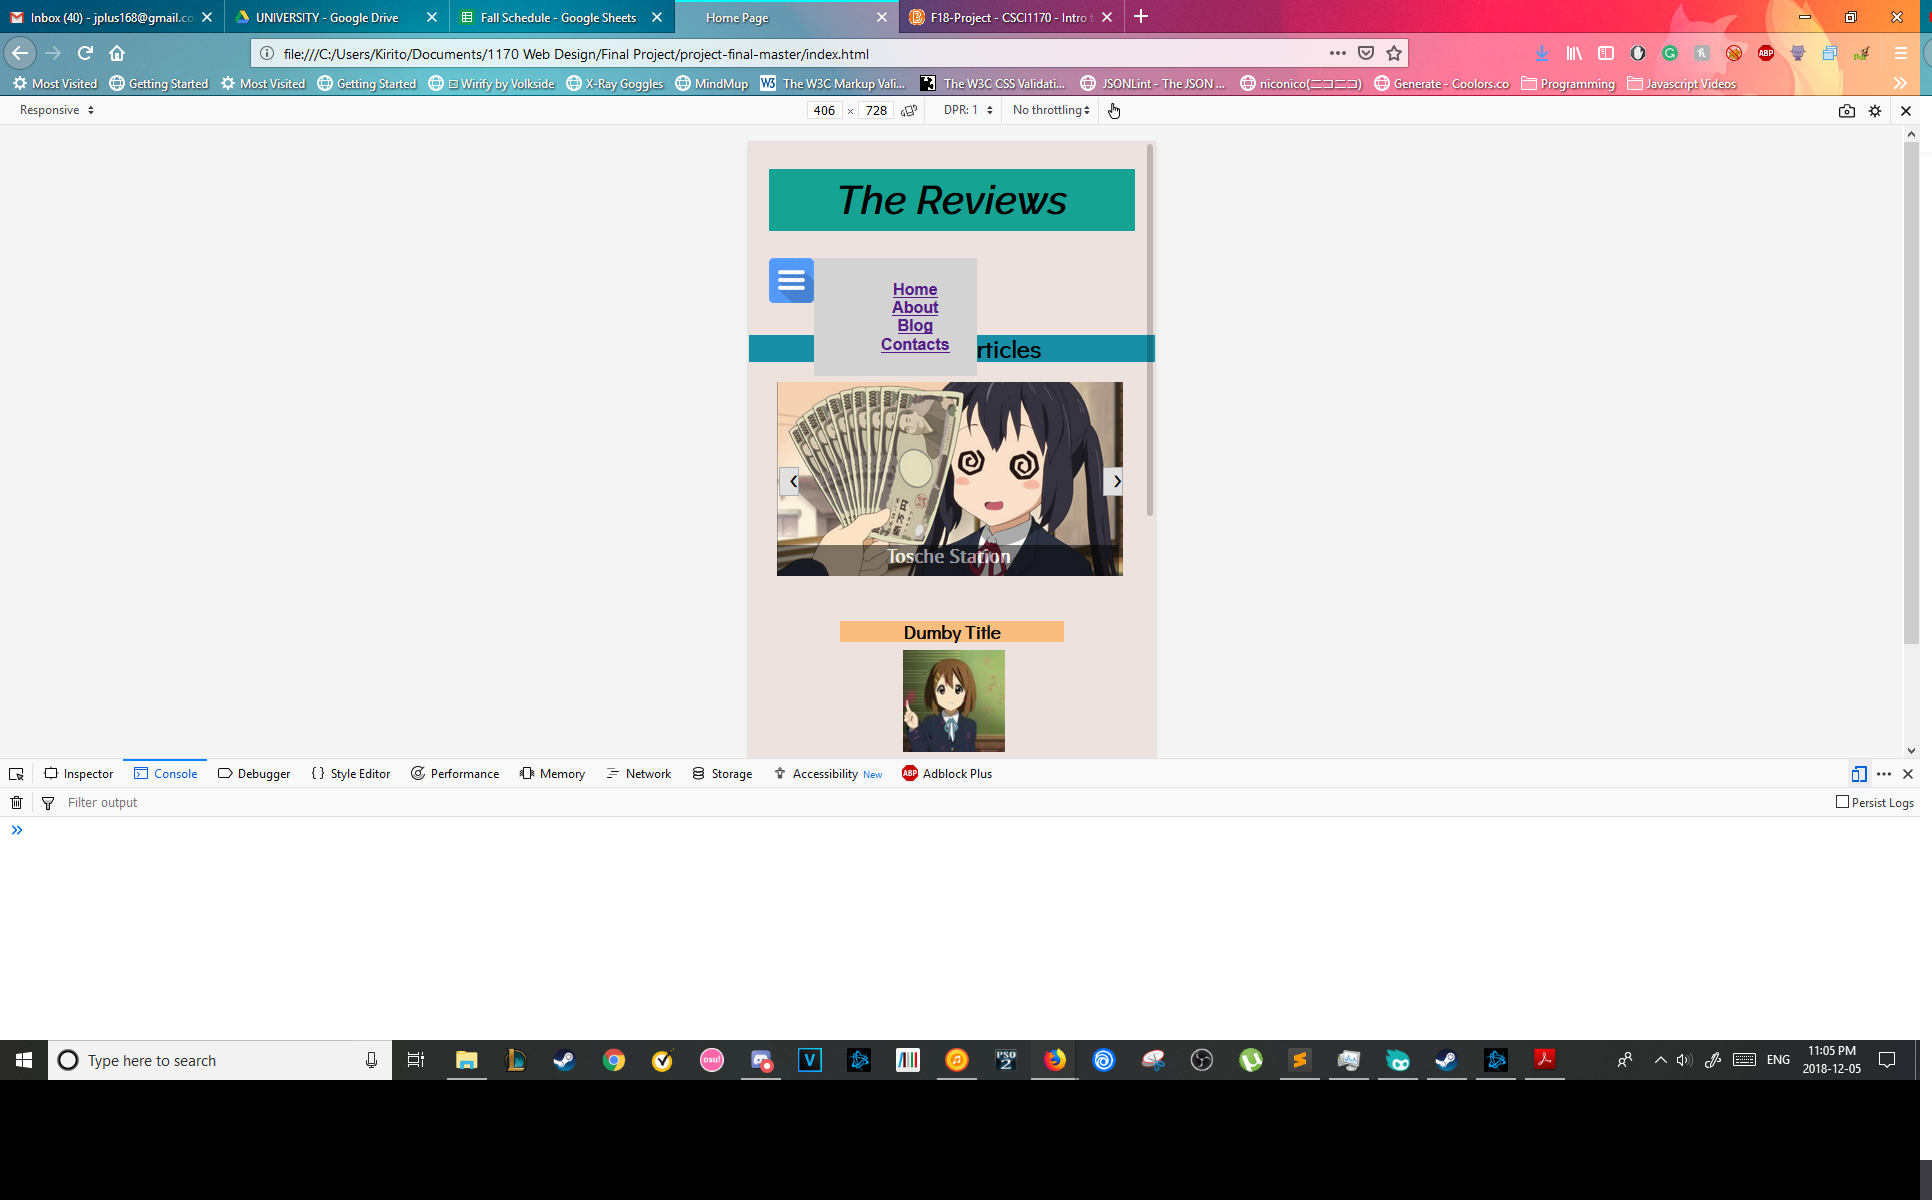 Inbox (40) - jplus168@gmail.co
UNIVERSITY - Google Drive
Fall Schedule - Google Sheets
Home Page
F18-Project - CSCI1170 - Intro t
file:///C:/Users/Kirito/Documents/1170 Web Design/Final Project/project-final-master/index.html
Most Visited Getting Started Most Visited Getting Started Wirify by Volkside X-Ray Goggles MindMup The W3C Markup Vali... The W3C CSS Validati... JSONLint - The JSON ... niconico(ニコニコ) Generate - Coolors.co Programming Javascript Videos
Responsive 406 × 728 DPR: 1 No throttling
The Reviews
Home
About
Blog
Contacts
rticles
Tosche Station
Dumby Title
Inspector Console Debugger Style Editor Performance Memory Network Storage Accessibility New ABP Adblock Plus
Filter output
Persist Logs
Type here to search
osu!
PSO
2
ENG
11:05 PM
2018-12-05